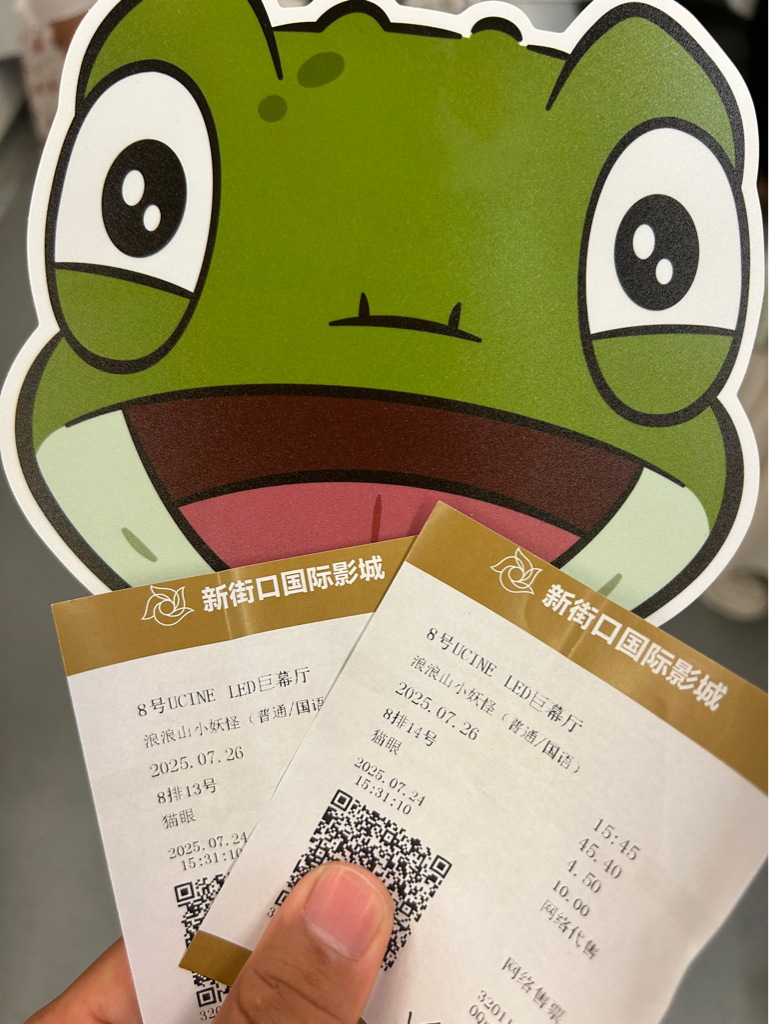 新街口国际影城
8号UCINE LED巨幕厅
浪浪山小妖怪（普通/国语
2025.07.26
8排13号
猫眼
2025.07.24
15:31:10
320
新街口国际影城
8号UCINE LED巨幕厅
浪浪山小妖怪（普通/国语）
2025.07.26
15:45
8排14号
45.40
猫眼
4.50
10.00
2025.07.24
15:31:10
网络代售
网络售票
32011